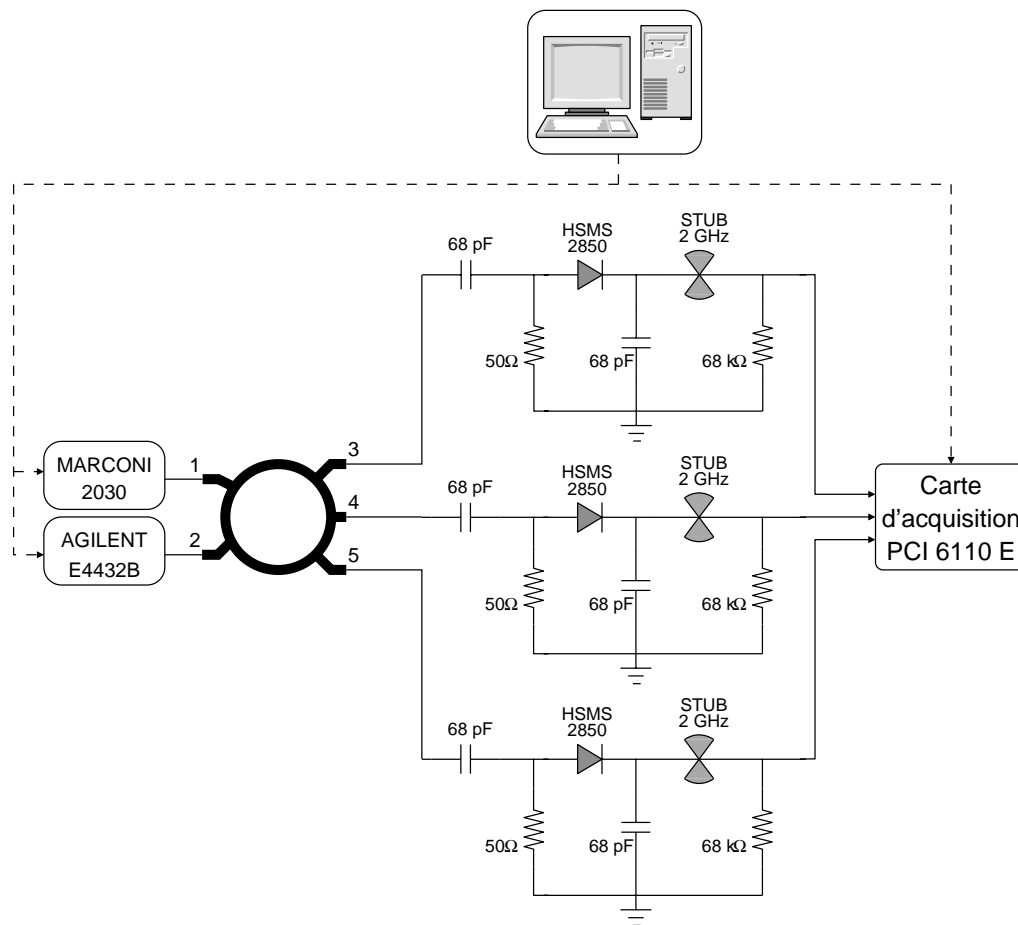 STUB
2 GHz
HSMS
2850
68 pF
50Ω
68 pF
68 kΩ
MARCONI
2030
1
3
4
AGILENT
E4432B
2
5
68 pF
HSMS
2850
STUB
2 GHz
50Ω
68 pF
68 kΩ
Carte
d'acquisition
PCI 6110 E
68 pF
HSMS
2850
STUB
2 GHz
50Ω
68 pF
68 kΩ